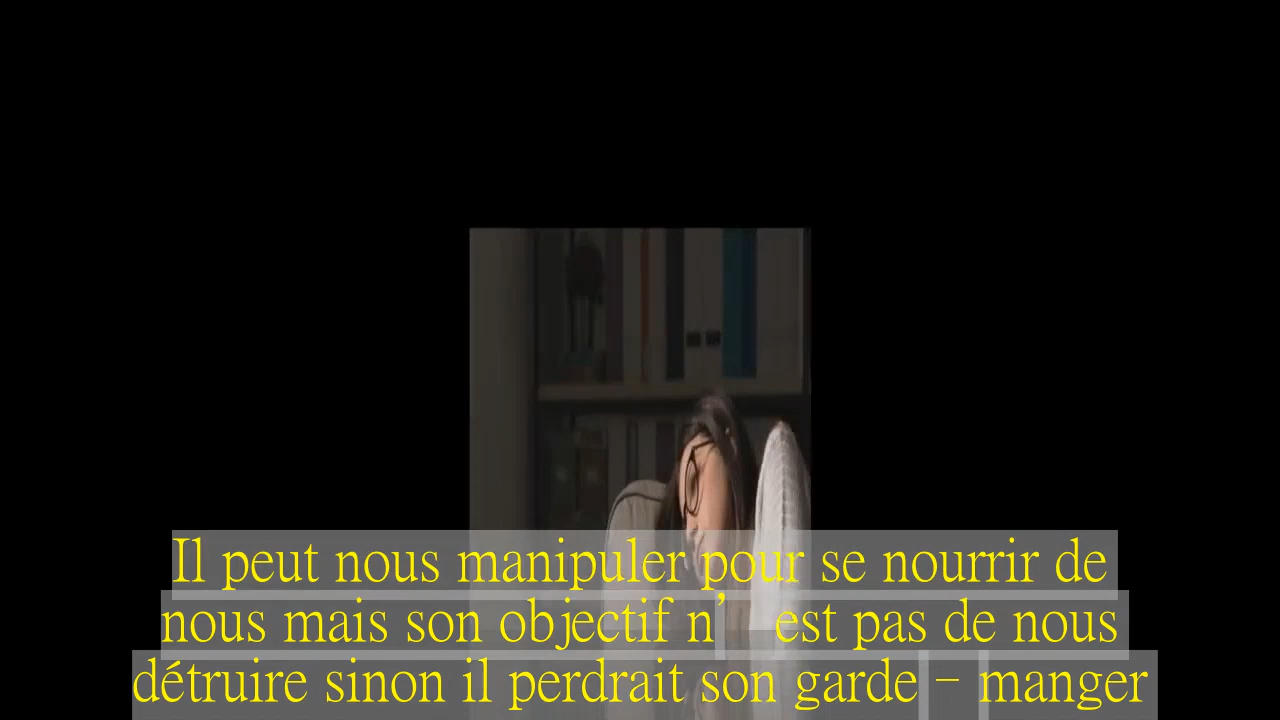 Il peut nous manipuler pour se nourrir de
nous mais son objectif n’est pas de nous
détruire sinon il perdrait son garde-manger